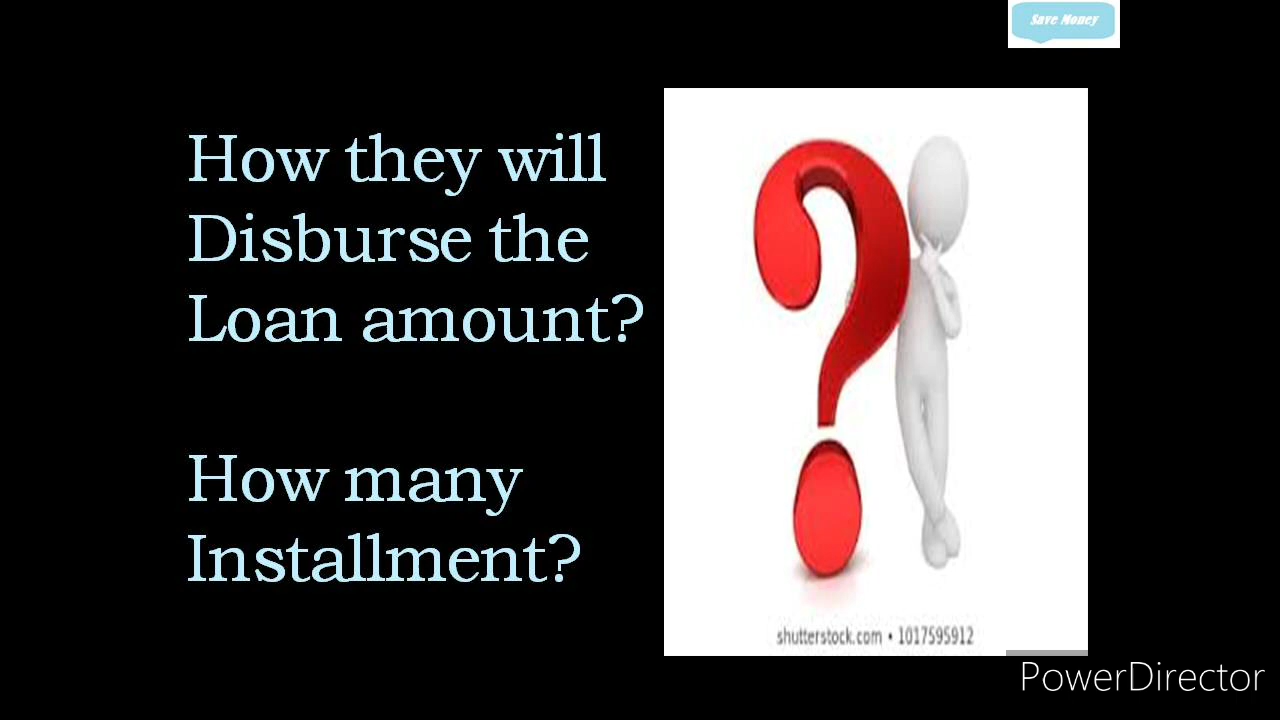 Save Money
How they will
Disburse the
Loan amount?
How many
Installment?
shutterstock.com • 1017595912
PowerDirector